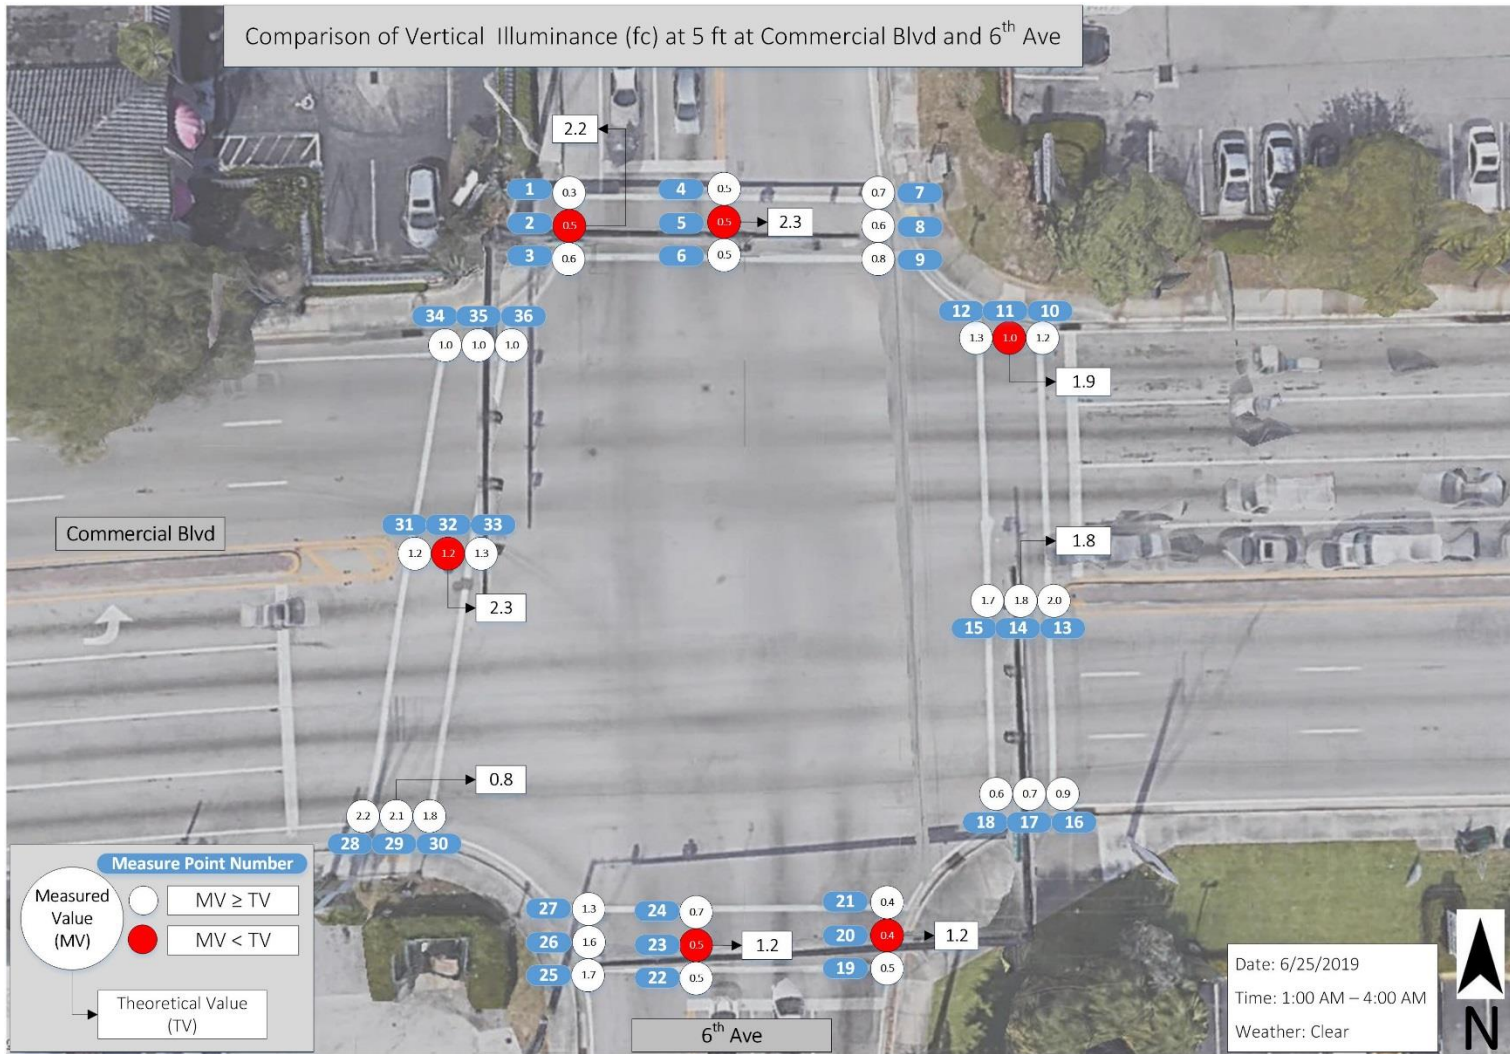 Comparison of Vertical Illuminance (fc) at 5 ft at Commercial Blvd and 6th Ave
2.2
1 0.3 4 0.5 0.7 7
2 0.5 5 0.5 2.3 0.6 8
3 0.6 6 0.5 0.8 9
34 35 36
1.0 1.0 1.0
12 11 10
1.3 1.0 1.2
1.9
Commercial Blvd
31 32 33
1.2 1.2 1.3
2.3
1.8
1.7 1.8 2.0
15 14 13
0.8
2.2 2.1 1.8
28 29 30
0.6 0.7 0.9
18 17 16
27 1.3 24 0.7 21 0.4
26 1.6 23 0.5 1.2 20 0.4 1.2
25 1.7 22 0.5 19 0.5
6th Ave
Measure Point Number
Measured
Value
(MV)
MV ≥ TV
MV < TV
Theoretical Value
(TV)
Date: 6/25/2019
Time: 1:00 AM – 4:00 AM
Weather: Clear
N